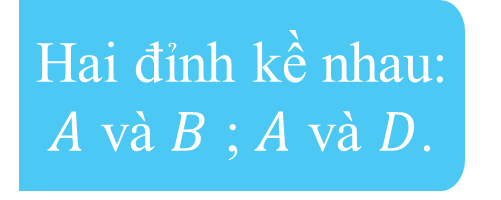 Hai đỉnh kề nhau:
A và B ; A và D.